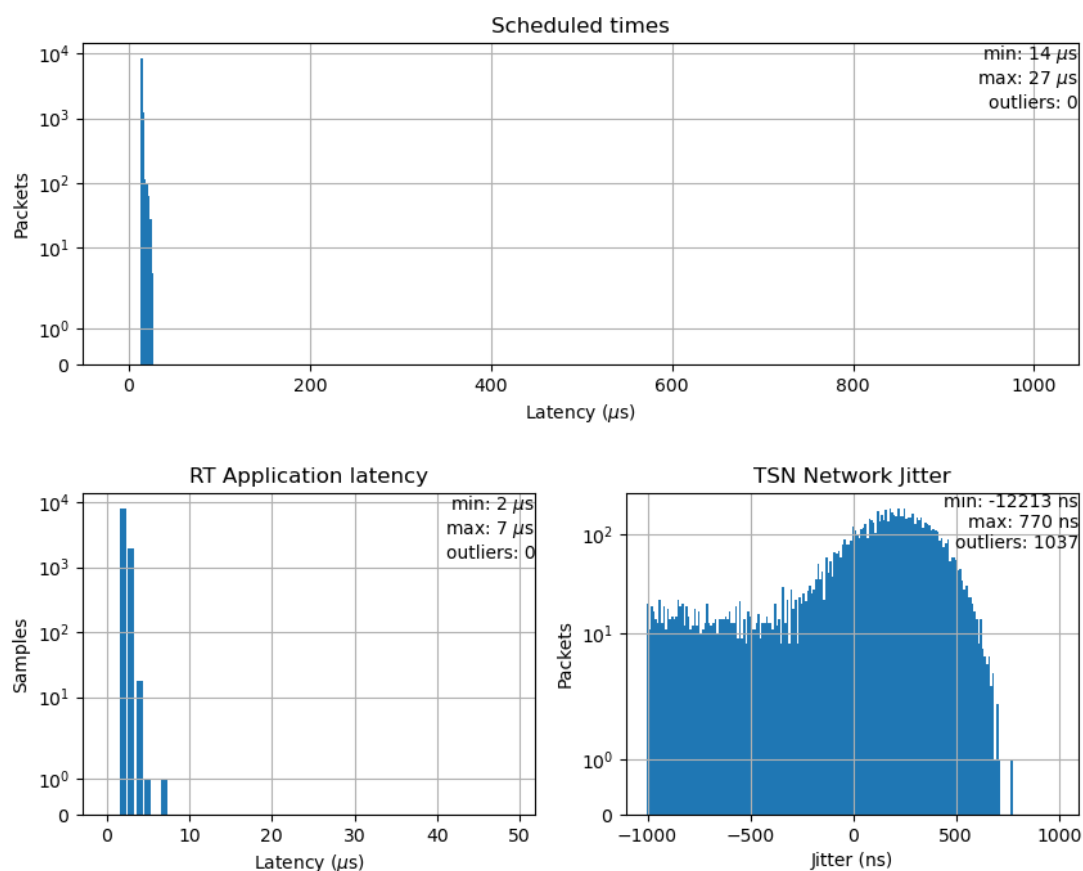 Scheduled times
min: 14 μs
max: 27 μs
outliers: 0
10⁴
10³
10²
10¹
10⁰
0
Packets
0 200 400 600 800 1000
Latency (μs)
RT Application latency
min: 2 μs
max: 7 μs
outliers: 0
10⁴
10³
10²
10¹
10⁰
0
Samples
0 10 20 30 40 50
Latency (μs)
TSN Network Jitter
min: -12213 ns
max: 770 ns
outliers: 1037
10²
10¹
10⁰
0
Packets
−1000 −500 0 500 1000
Jitter (ns)